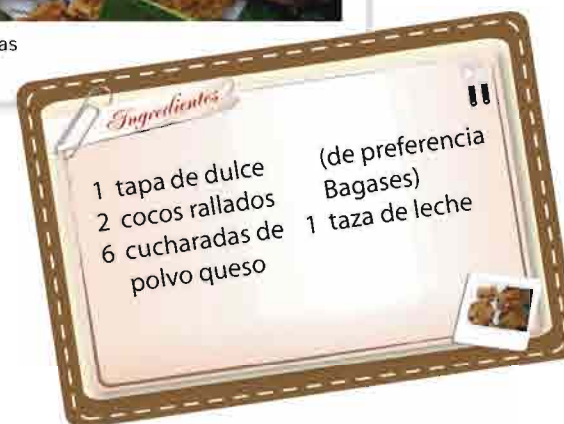 as
Ingredientes
1 tapa de dulce
2 cocos rallados
6 cucharadas de
polvo queso
(de preferencia
Bagases)
1 taza de leche